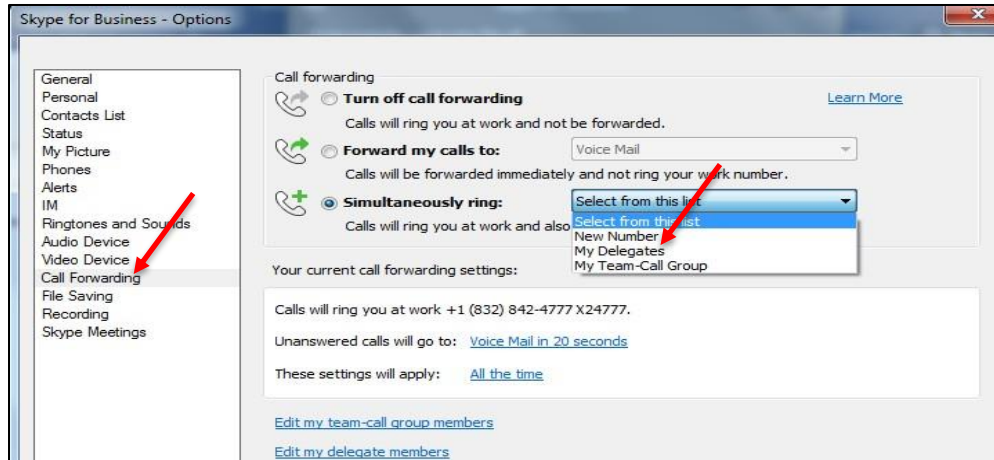 Skype for Business - Options
General
Personal
Contacts List
Status
My Picture
Phones
Alerts
IM
Ringtones and Sounds
Audio Device
Video Device
Call Forwarding
File Saving
Recording
Skype Meetings
Call forwarding
Turn off call forwarding
Learn More
Calls will ring you at work and not be forwarded.
Forward my calls to:
Voice Mail
Calls will be forwarded immediately and not ring your work number.
Simultaneously ring:
Select from this list
Calls will ring you at work and also
Select from this list
New Number
My Delegates
My Team-Call Group
Your current call forwarding settings:
Calls will ring you at work +1 (832) 842-4777 X24777.
Unanswered calls will go to: Voice Mail in 20 seconds
These settings will apply: All the time
Edit my team-call group members
Edit my delegate members